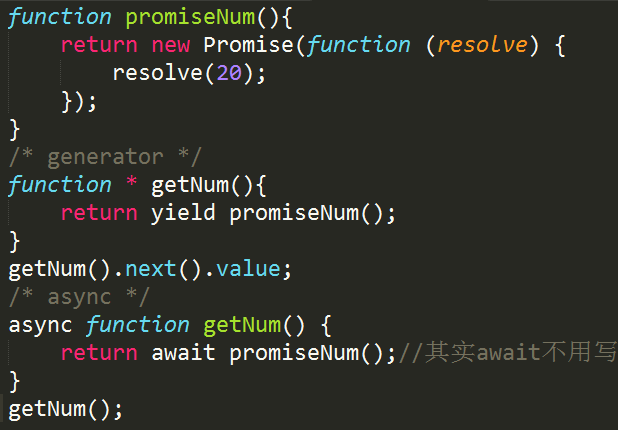 function promiseNum(){
    return new Promise(function (resolve) {
        resolve(20);
    });
}
/* generator */
function * getNum(){
    return yield promiseNum();
}
getNum().next().value;
/* async */
async function getNum() {
    return await promiseNum();//其实await不用写
}
getNum();